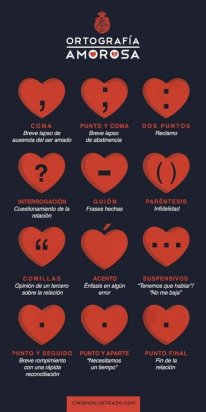 ORTOGRAFÍA
AMOROSA
, ; :
COMA PUNTO Y COMA DOS PUNTOS
Breve lapso de Breve lapso Reclamo
ausencia del ser amado de abstinencia
? - ( )
INTERROGACIÓN GUIÓN PARÉNTESIS
Cuestionamiento de la Frases hechas Infidelidad
relación
“ ´ ...
COMILLAS ACENTO SUSPENSIVOS
Opinión de un tercero Énfasis en algún "Tenemos que hablar"/
sobre la relación error "No me baja"
. . .
PUNTO Y SEGUIDO PUNTO Y APARTE PUNTO FINAL
Breve rompimiento "Necesitamos Fin de la
con una rápida un tiempo" relación
reconciliación
CINISMOILUSTRADO.COM